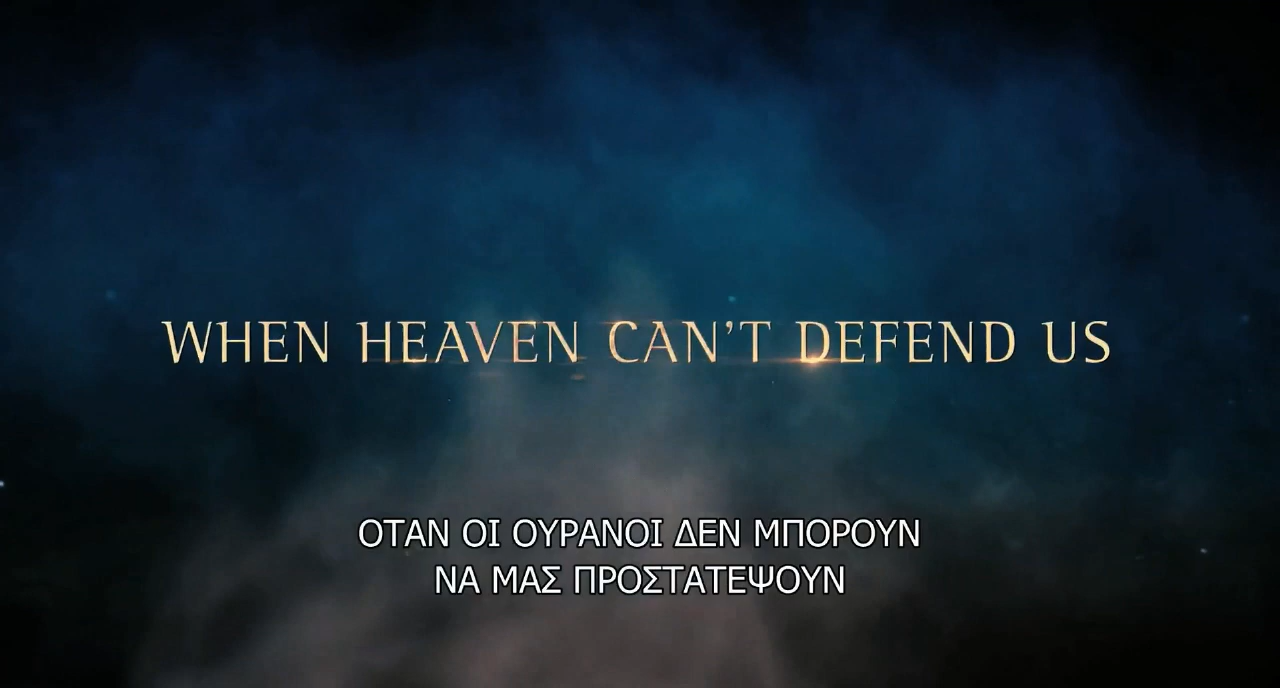 WHEN HEAVEN CAN'T DEFEND US
ΟΤΑΝ ΟΙ ΟΥΡΑΝΟΙ ΔΕΝ ΜΠΟΡΟΥΝ
ΝΑ ΜΑΣ ΠΡΟΣΤΑΤΕΨΟΥΝ